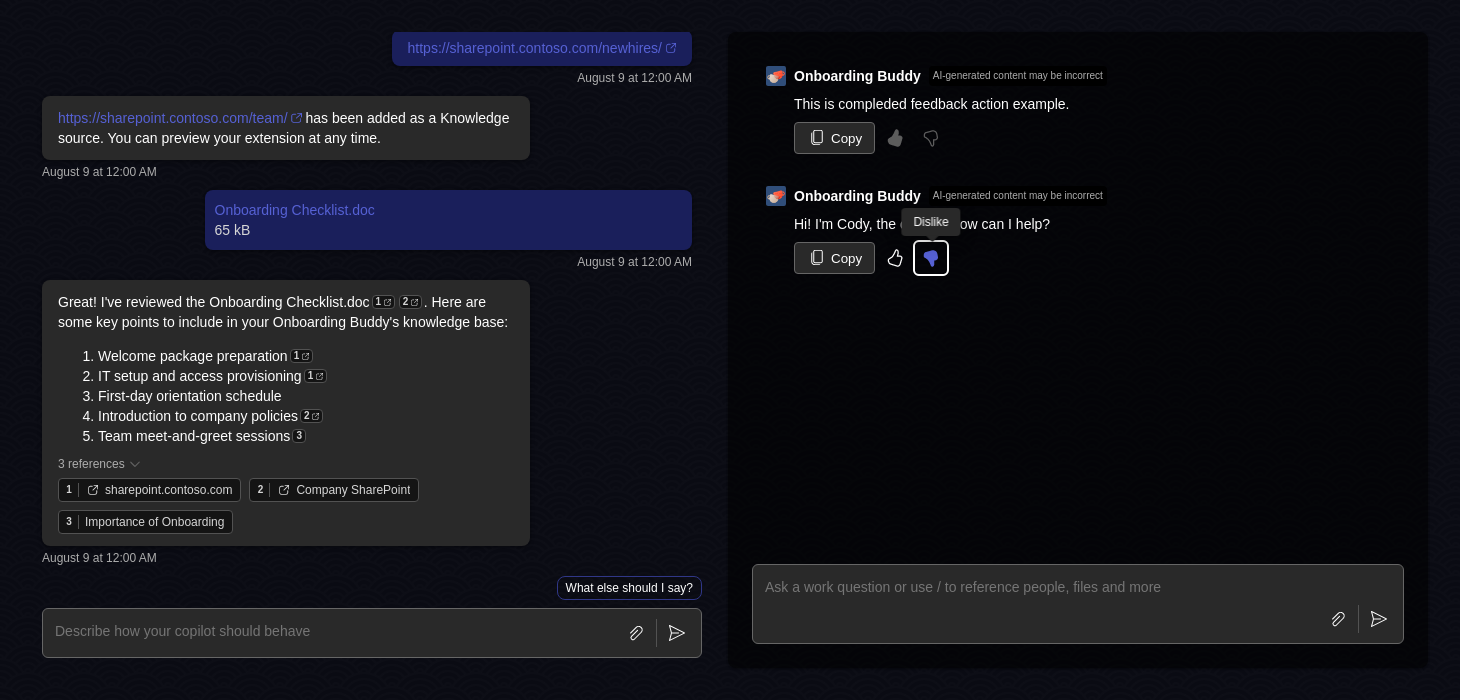 https://sharepoint.contoso.com/newhires/
August 9 at 12:00 AM
https://sharepoint.contoso.com/team/ has been added as a Knowledge
source. You can preview your extension at any time.
August 9 at 12:00 AM
Onboarding Checklist.doc
65 kB
August 9 at 12:00 AM
Great! I've reviewed the Onboarding Checklist.doc 1 2 . Here are
some key points to include in your Onboarding Buddy's knowledge base:
1. Welcome package preparation 1
2. IT setup and access provisioning 1
3. First-day orientation schedule
4. Introduction to company policies 2
5. Team meet-and-greet sessions 3
3 references
1 sharepoint.contoso.com
2 Company SharePoint
3 Importance of Onboarding
August 9 at 12:00 AM
What else should I say?
Describe how your copilot should behave
Onboarding Buddy AI-generated content may be incorrect
This is compleded feedback action example.
Copy
Onboarding Buddy AI-generated content may be incorrect
Hi! I'm Cody, the ow can I help?
Dislike
Copy
Ask a work question or use / to reference people, files and more